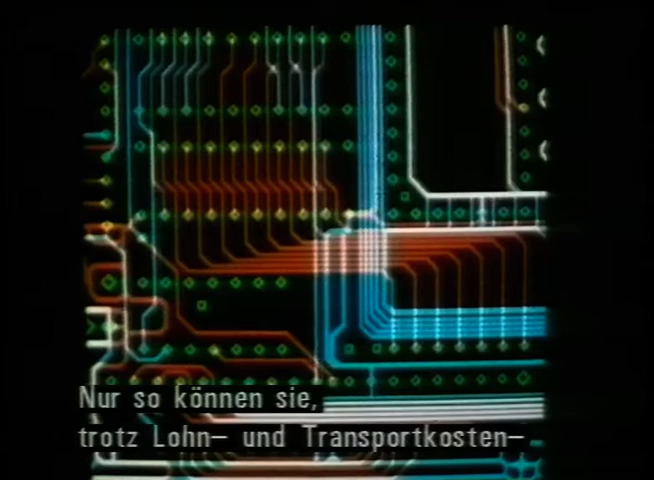 Nur so können sie,
trotz Lohn— und Transportkosten—